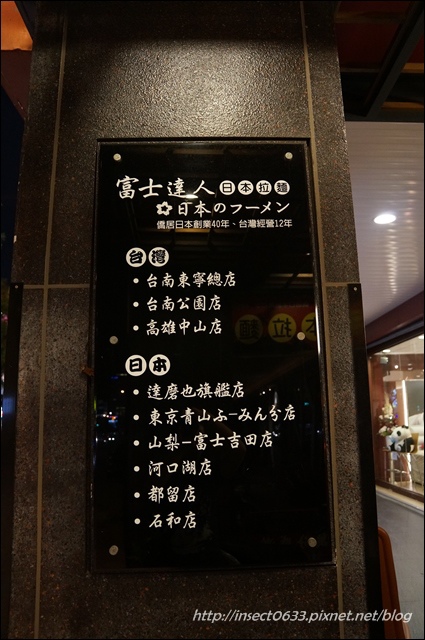 富士達人日本拉麵
日本のフーメン
僑居日本創業40年、台灣經營12年
台灣
• 台南東寧總店
• 台南公園店
• 高雄中山店
日本
• 達磨也旗艦店
• 東京青山ふーみん分店
• 山梨-富士吉田店
• 河口湖店
• 都留店
• 石和店
http://insect0633.pixnet.net/blog